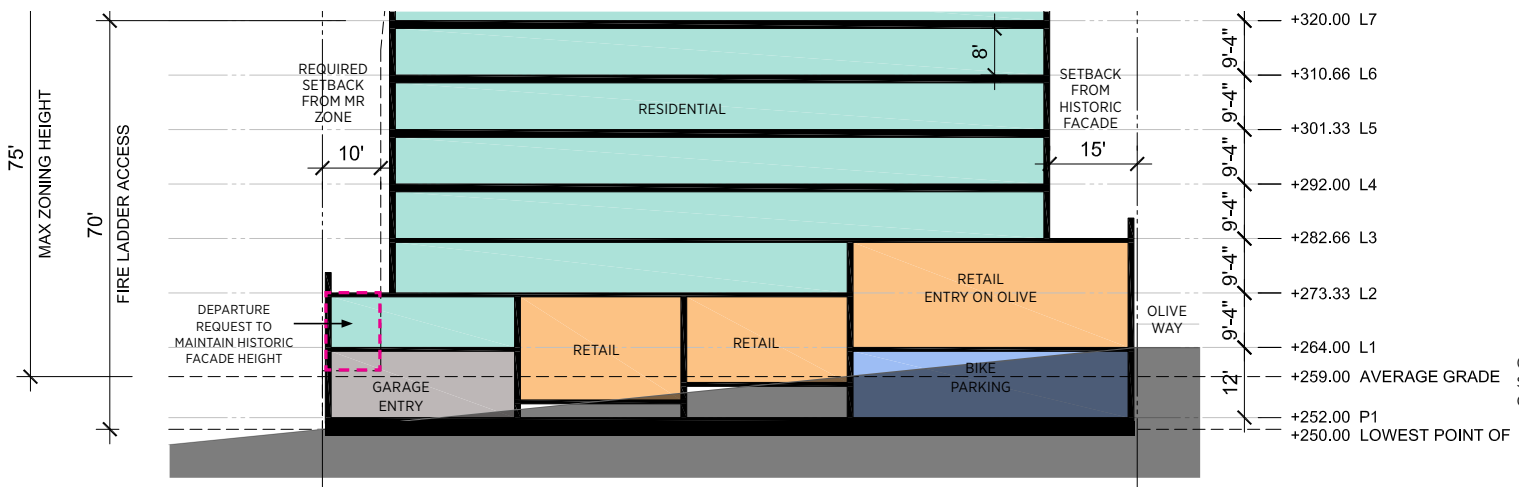 +320.00 L7
9'-4"
8'
+310.66 L6
REQUIRED
SETBACK
FROM MR
ZONE
SETBACK
FROM
HISTORIC
FACADE
RESIDENTIAL
9'-4"
+301.33 L5
10'
15'
75'
MAX ZONING HEIGHT
70'
FIRE LADDER ACCESS
9'-4"
+292.00 L4
9'-4"
+282.66 L3
9'-4"
RETAIL
ENTRY ON OLIVE
+273.33 L2
DEPARTURE
REQUEST TO
MAINTAIN HISTORIC
FACADE HEIGHT
OLIVE
WAY
9'-4"
RETAIL
RETAIL
+264.00 L1
BIKE
PARKING
12'
+259.00 AVERAGE GRADE
GARAGE
ENTRY
+252.00 P1
+250.00 LOWEST POINT OF